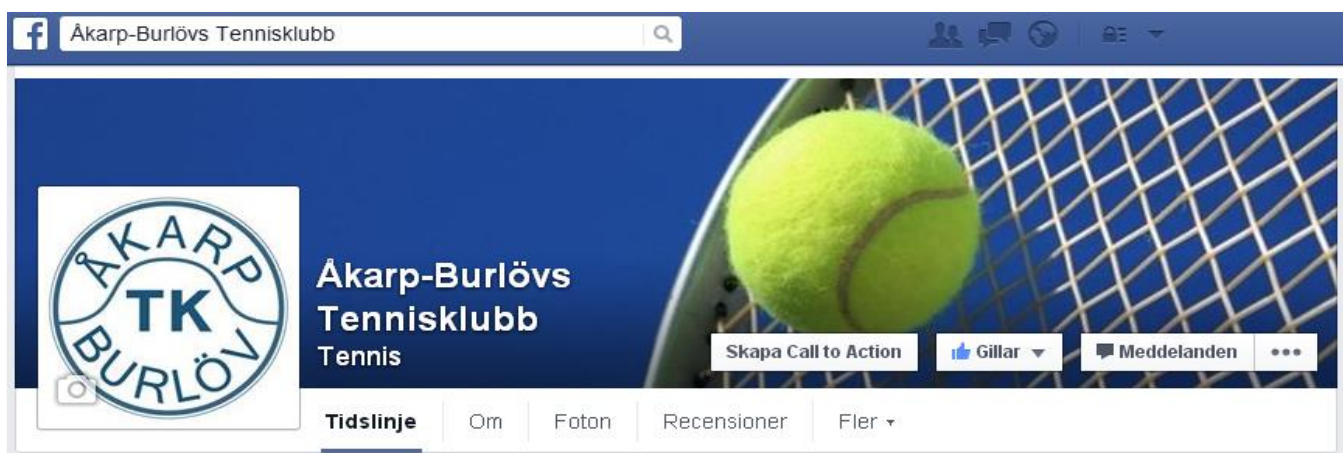 f
Åkarp-Burlövs Tennisklubb
ÅKARP
TK
BURLÖV
Åkarp-Burlövs
Tennisklubb
Tennis
Skapa Call to Action
Gillar
Meddelanden
Tidslinje Om Foton Recensioner Fler